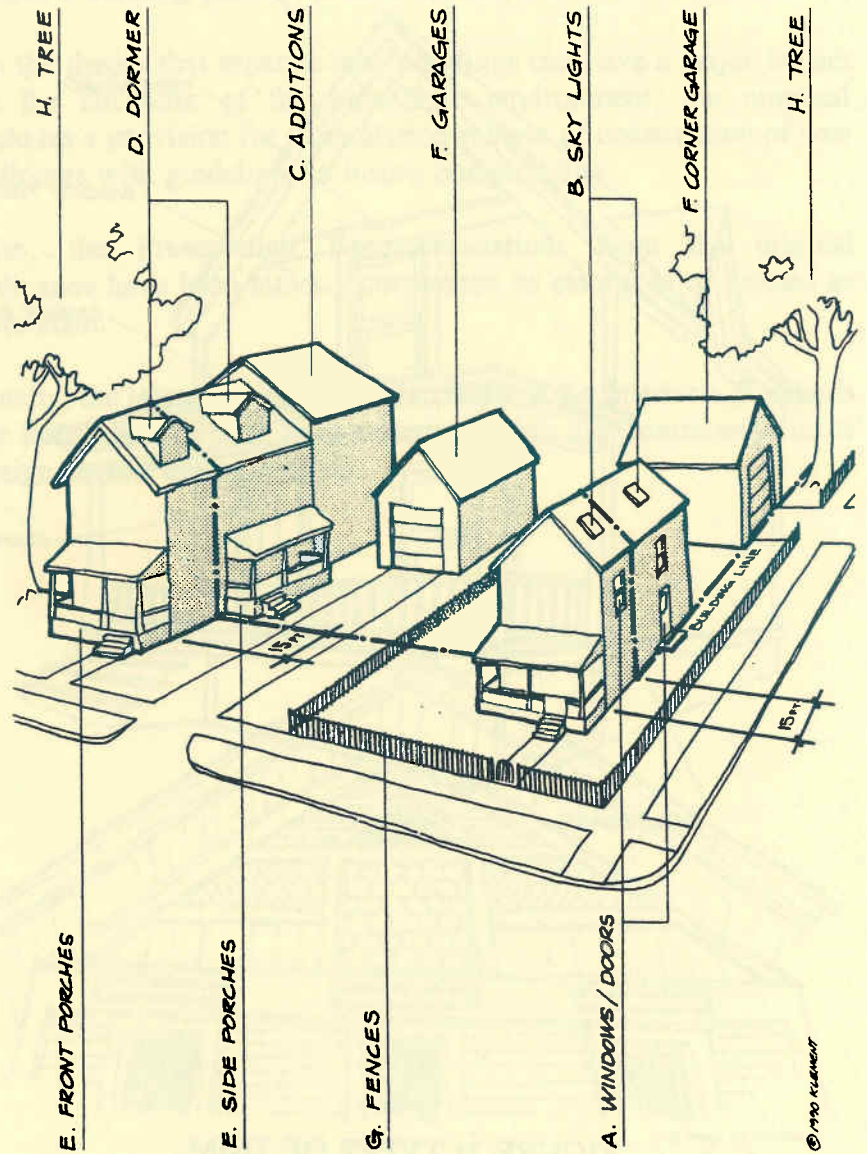 H. TREE
D. DORMER
C. ADDITIONS
F. GARAGES
B. SKY LIGHTS
F. CORNER GARAGE
H. TREE
15 FT
BUILDING LINE
15 FT.
E. FRONT PORCHES
E. SIDE PORCHES
G. FENCES
A. WINDOWS/DOORS
© 1990 KLEMENT